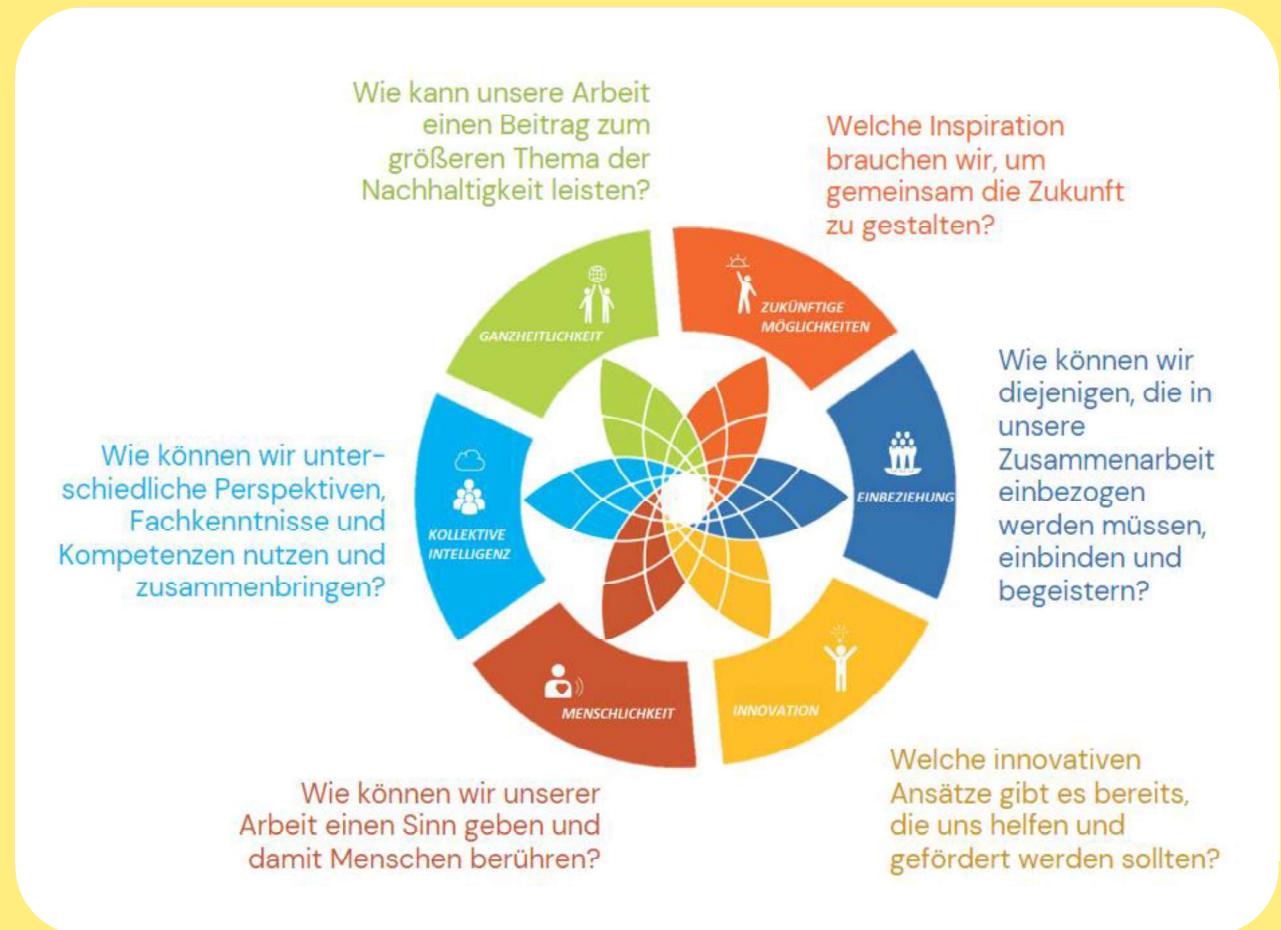 Wie kann unsere Arbeit
einen Beitrag zum
größeren Thema der
Nachhaltigkeit leisten?
Welche Inspiration
brauchen wir, um
gemeinsam die Zukunft
zu gestalten?
GANZHEITLICHKEIT
ZUKÜNFTIGE
MÖGLICHKEITEN
Wie können wir
diejenigen, die in
unsere
Zusammenarbeit
einbezogen
werden müssen,
einbinden und
begeistern?
EINBEZIEHUNG
Wie können wir unter-
schiedliche Perspektiven,
Fachkenntnisse und
Kompetenzen nutzen und
zusammenbringen?
KOLLEKTIVE
INTELLIGENZ
MENSCHLICHKEIT
INNOVATION
Wie können wir unserer
Arbeit einen Sinn geben und
damit Menschen berühren?
Welche innovativen
Ansätze gibt es bereits,
die uns helfen und
gefördert werden sollten?